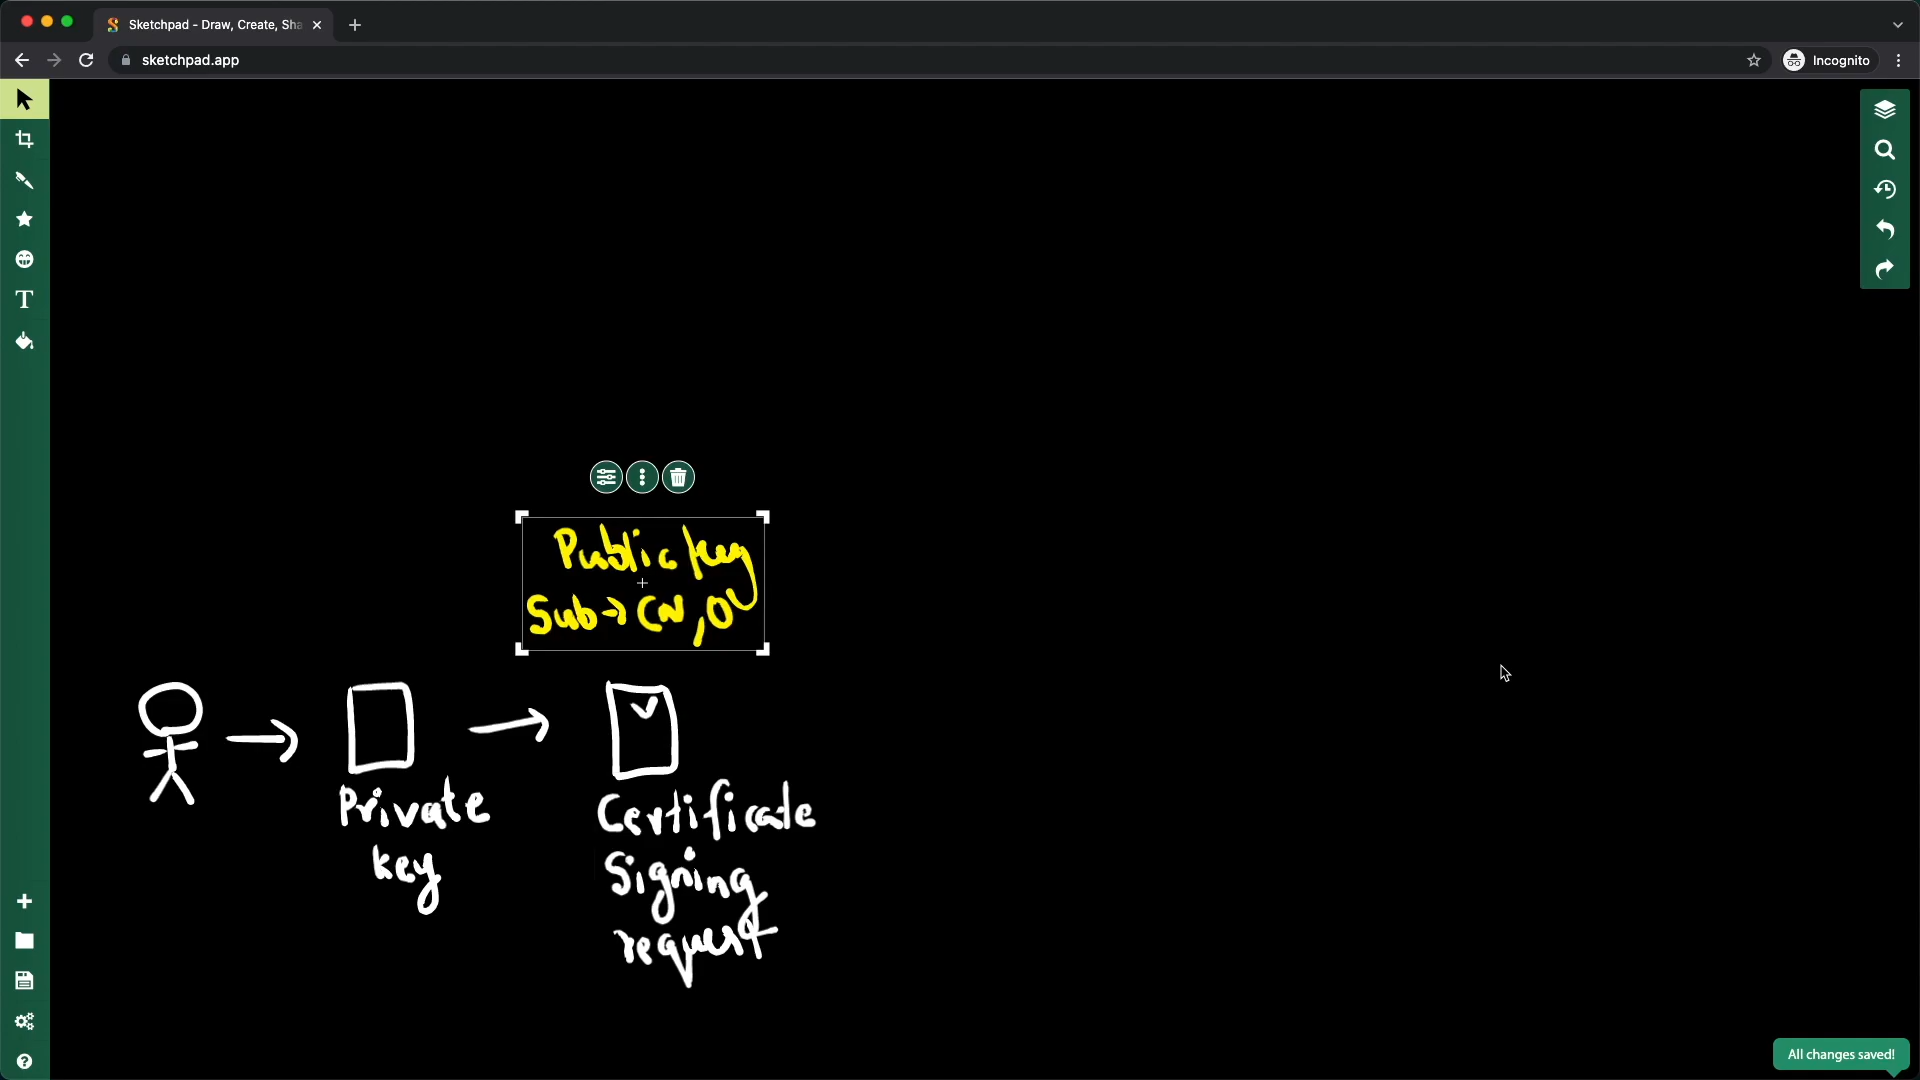 Sketchpad - Draw, Create, Sha
sketchpad.app
Incognito
T
Public key
Sub → CN, O
Private
key
Certificate
Signing
request
All changes saved!